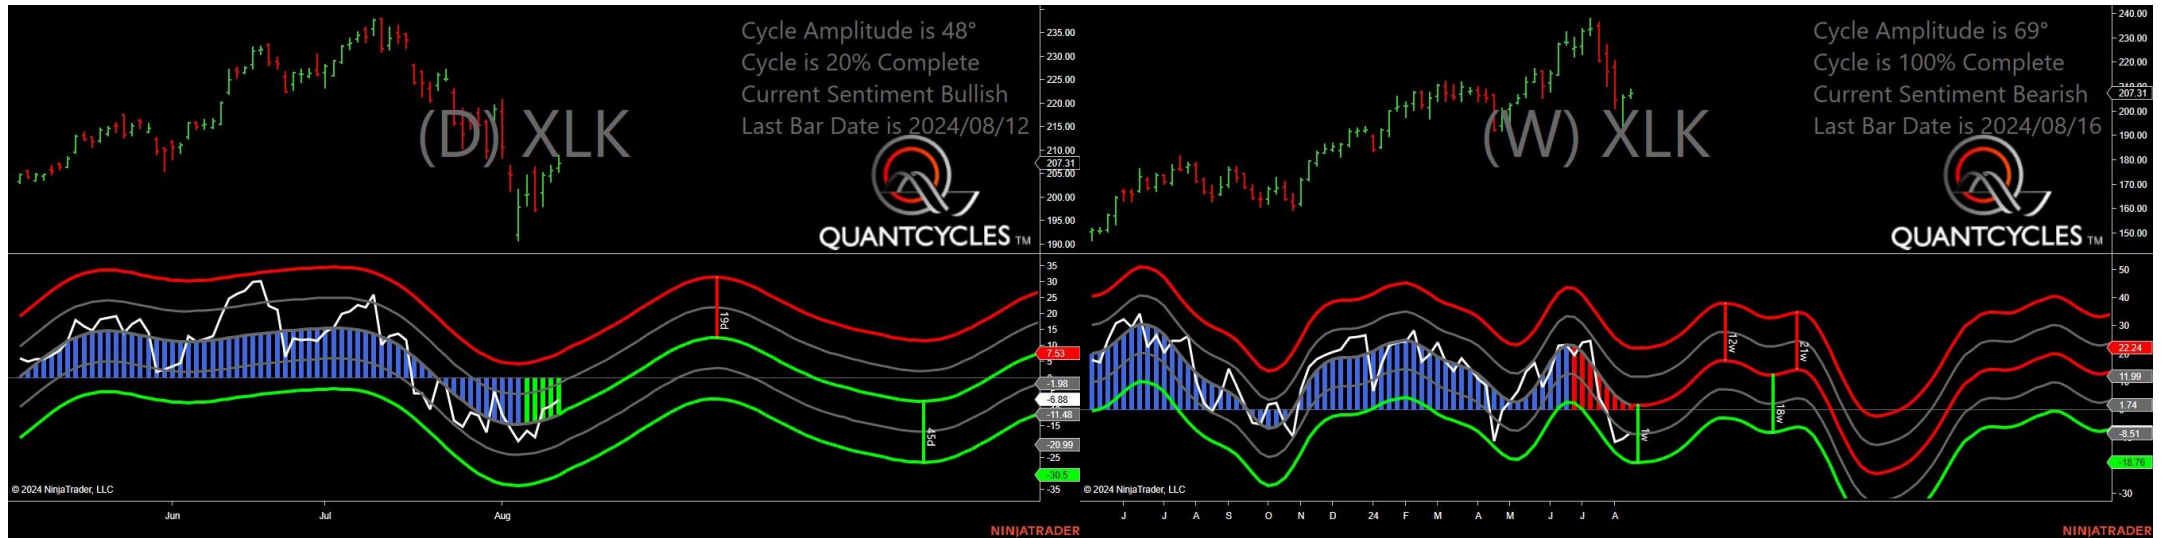 Cycle Amplitude is 48°
Cycle is 20% Complete
Current Sentiment Bullish
Last Bar Date is 2024/08/12
(D) XLK
QUANTCYCLES TM
235.00
230.00
225.00
220.00
215.00
210.00
207.31
205.00
200.00
195.00
190.00
35
30
25
20
15
10
7.53
5
-1.98
-6.88
-11.48
-15
-20.99
-25
-30.5
-35
19d
45d
© 2024 NinjaTrader, LLC
Jun Jul Aug
NINJATRADER
Cycle Amplitude is 69°
Cycle is 100% Complete
Current Sentiment Bearish
Last Bar Date is 2024/08/16
(W) XLK
QUANTCYCLES TM
240.00
230.00
220.00
207.31
200.00
190.00
180.00
170.00
160.00
150.00
50
40
30
22.24
11.99
1.74
-8.51
-18.76
-30
12w
21w
18w
1w
© 2024 NinjaTrader, LLC
J J A S O N D 24 F M A M J J A
NINJATRADER